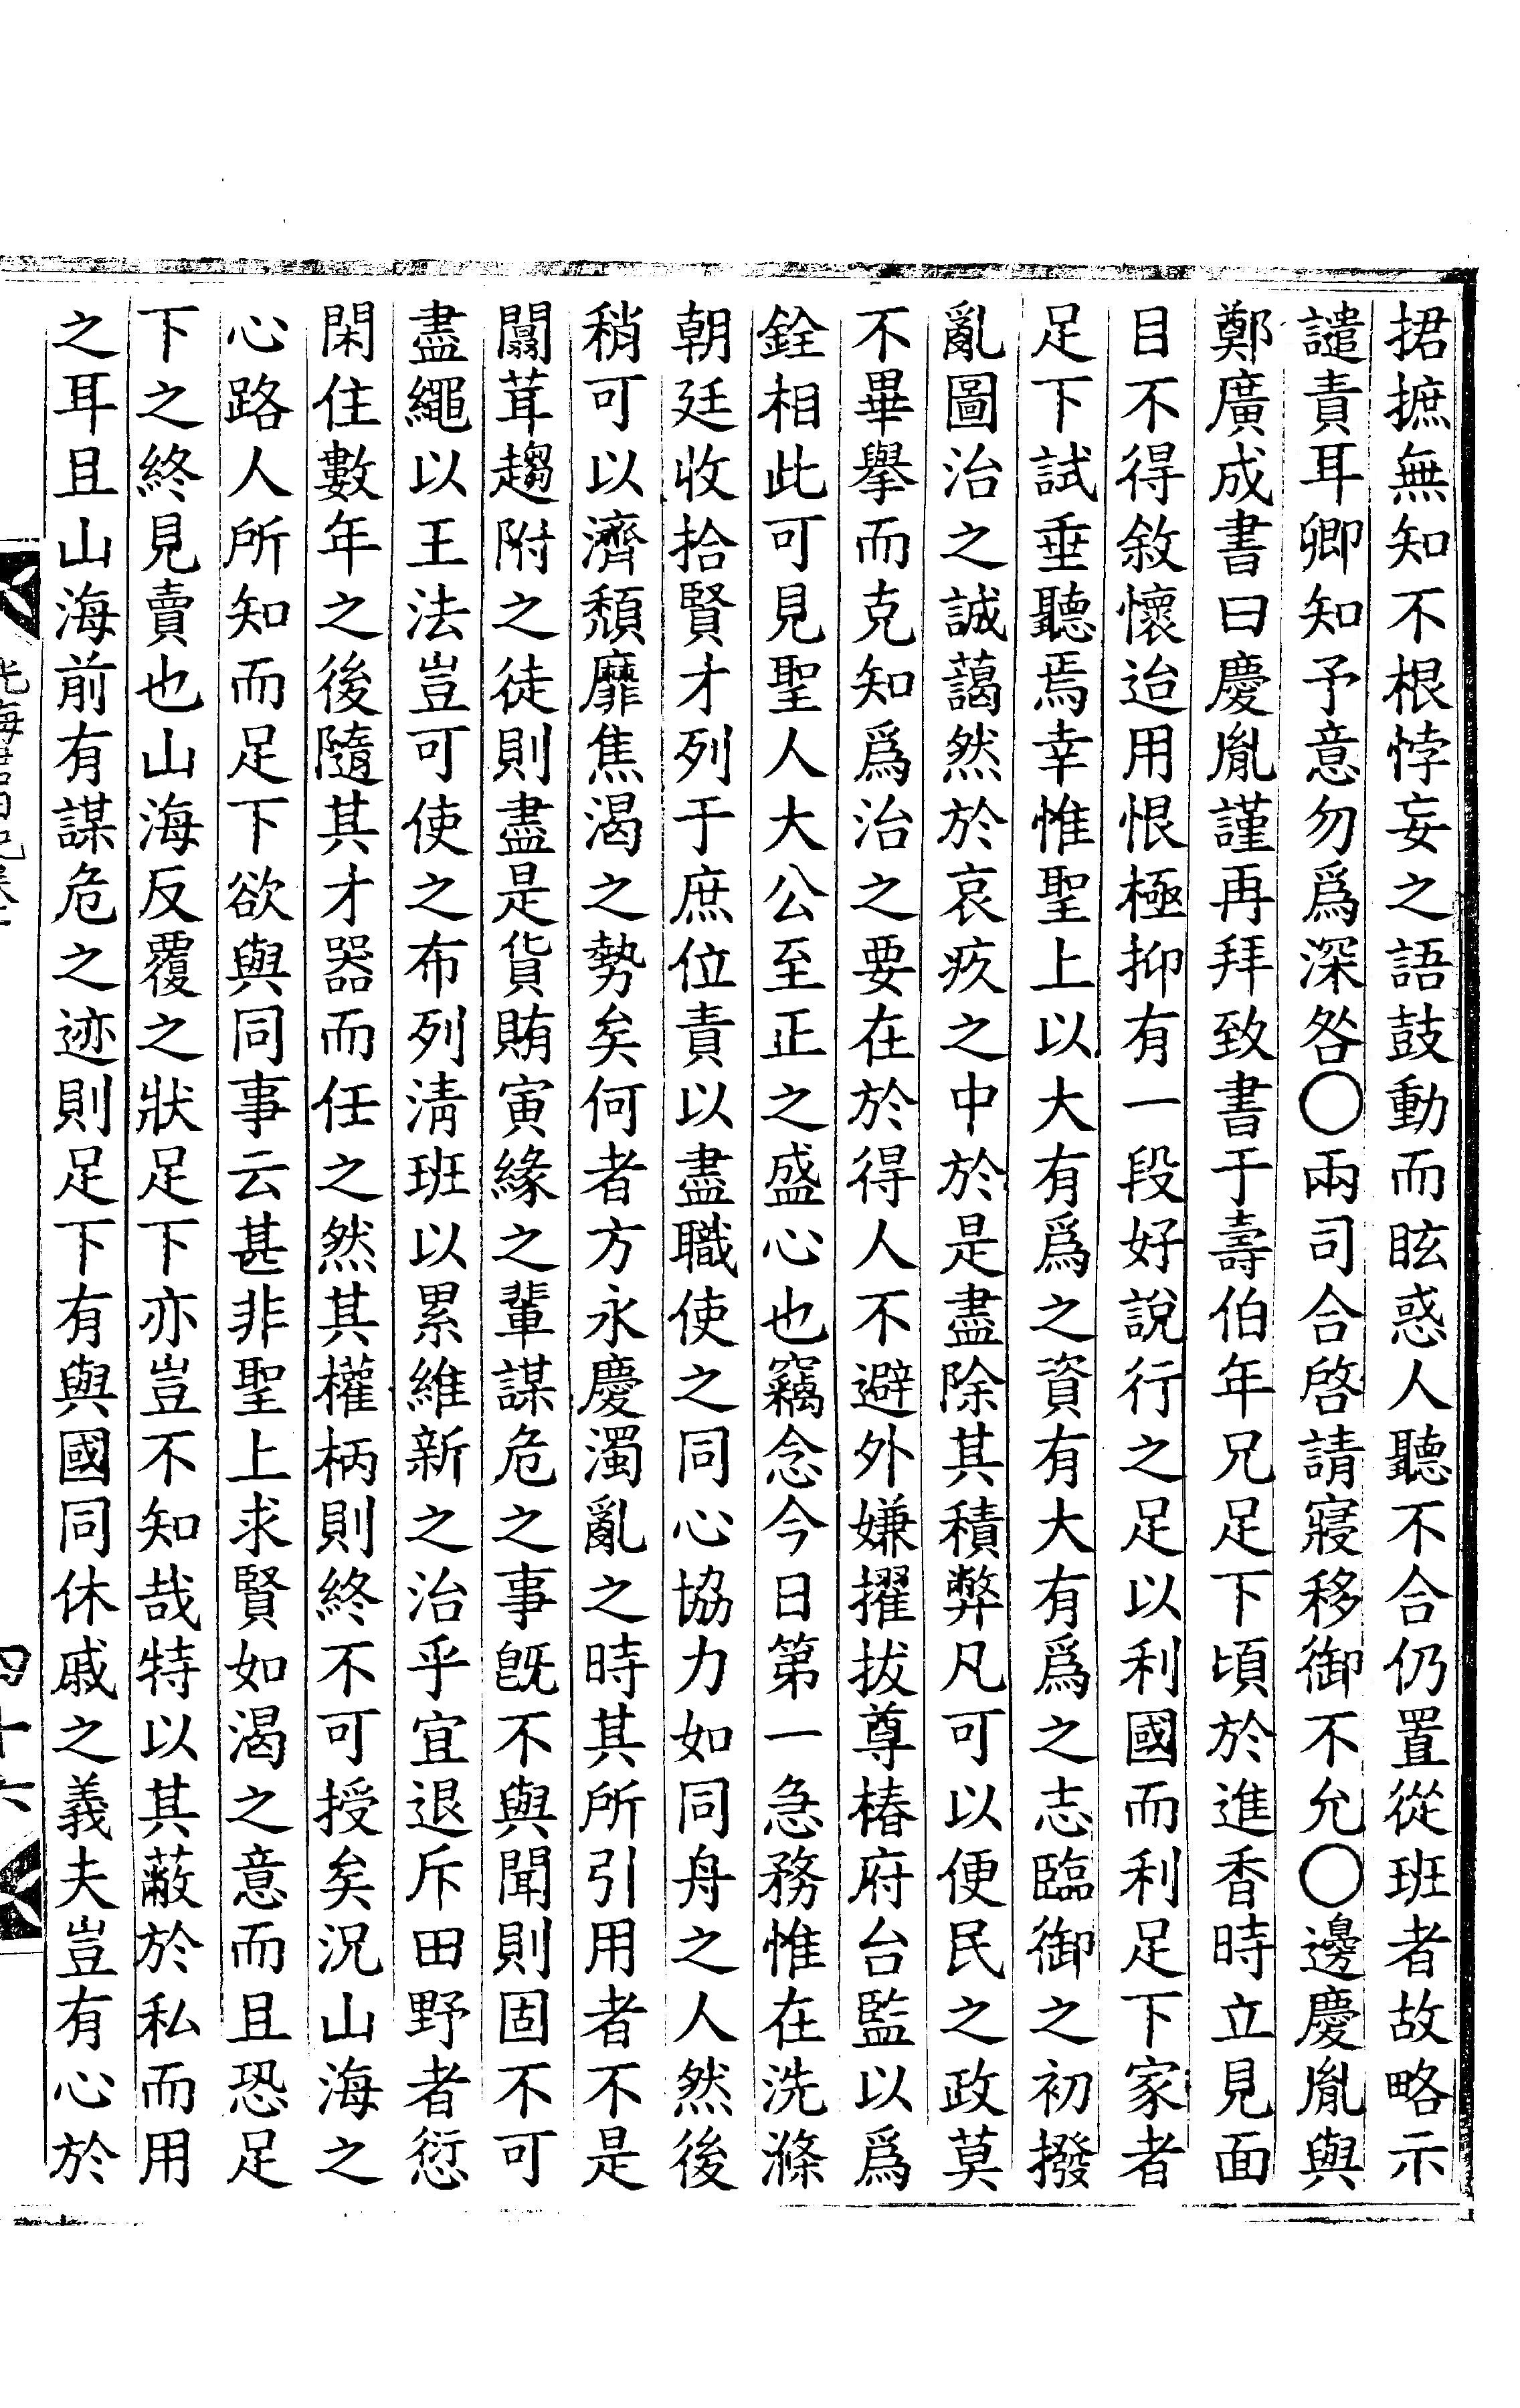 捃摭無知不根悖妄之語鼓動而眩惑人聽不合仍置從班者故略示
譴責耳卿知予意勿爲深咎〇兩司合啓請寢移御不允〇邊慶胤與
鄭廣成書曰慶胤謹再拜致書于壽伯年兄足下頃於進香時立見面
目不得敘懷迨用恨極抑有一段好說行之足以利國而利足下家者
足下試垂聽焉幸惟聖上以大有爲之資有大有爲之志臨御之初撥
亂圖治之誠藹然於哀疚之中於是盡除其積弊凡可以便民之政莫
不畢擧而克知爲治之要在於得人不避外嫌擢拔尊椿府台監以爲
銓相此可見聖人大公至正之盛心也竊念今日第一急務惟在洗滌
朝廷收拾賢才列于庶位責以盡職使之同心協力如同舟之人然後
稍可以濟頹靡焦渴之勢矣何者方永慶濁亂之時其所引用者不是
闒茸趨附之徒則盡是貨賄寅緣之輩謀危之事旣不與聞則固不可
盡繩以王法豈可使之布列淸班以累維新之治乎宜退斥田野者愆
閑住數年之後隨其才器而任之然其權柄則終不可授矣況山海之
心路人所知而足下欲與同事云甚非聖上求賢如渴之意而且恐足
下之終見賣也山海反覆之狀足下亦豈不知哉特以其蔽於私而用
之耳且山海前有謀危之迹則足下有與國同休戚之義夫豈有心於